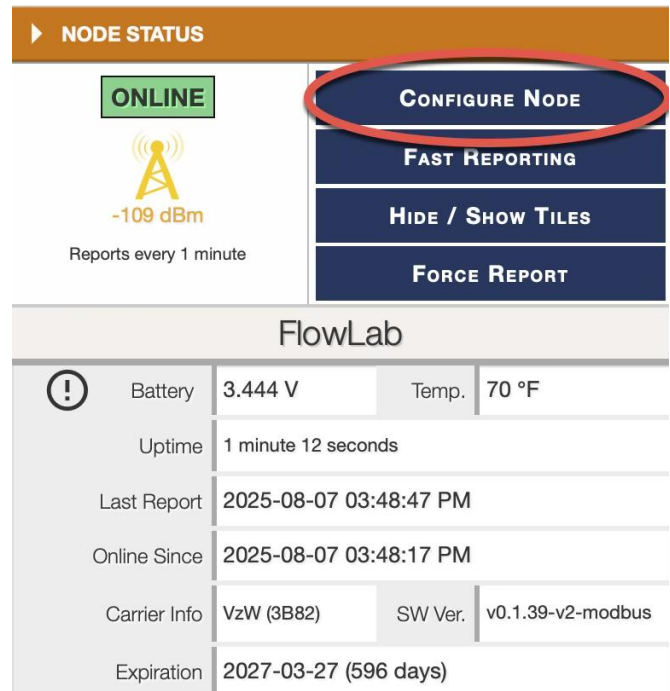 NODE STATUS
ONLINE
-109 dBm
Reports every 1 minute
CONFIGURE NODE
FAST REPORTING
HIDE / SHOW TILES
FORCE REPORT
FlowLab
Battery 3.444 V Temp. 70 °F
Uptime 1 minute 12 seconds
Last Report 2025-08-07 03:48:47 PM
Online Since 2025-08-07 03:48:17 PM
Carrier Info VzW (3B82) SW Ver. v0.1.39-v2-modbus
Expiration 2027-03-27 (596 days)